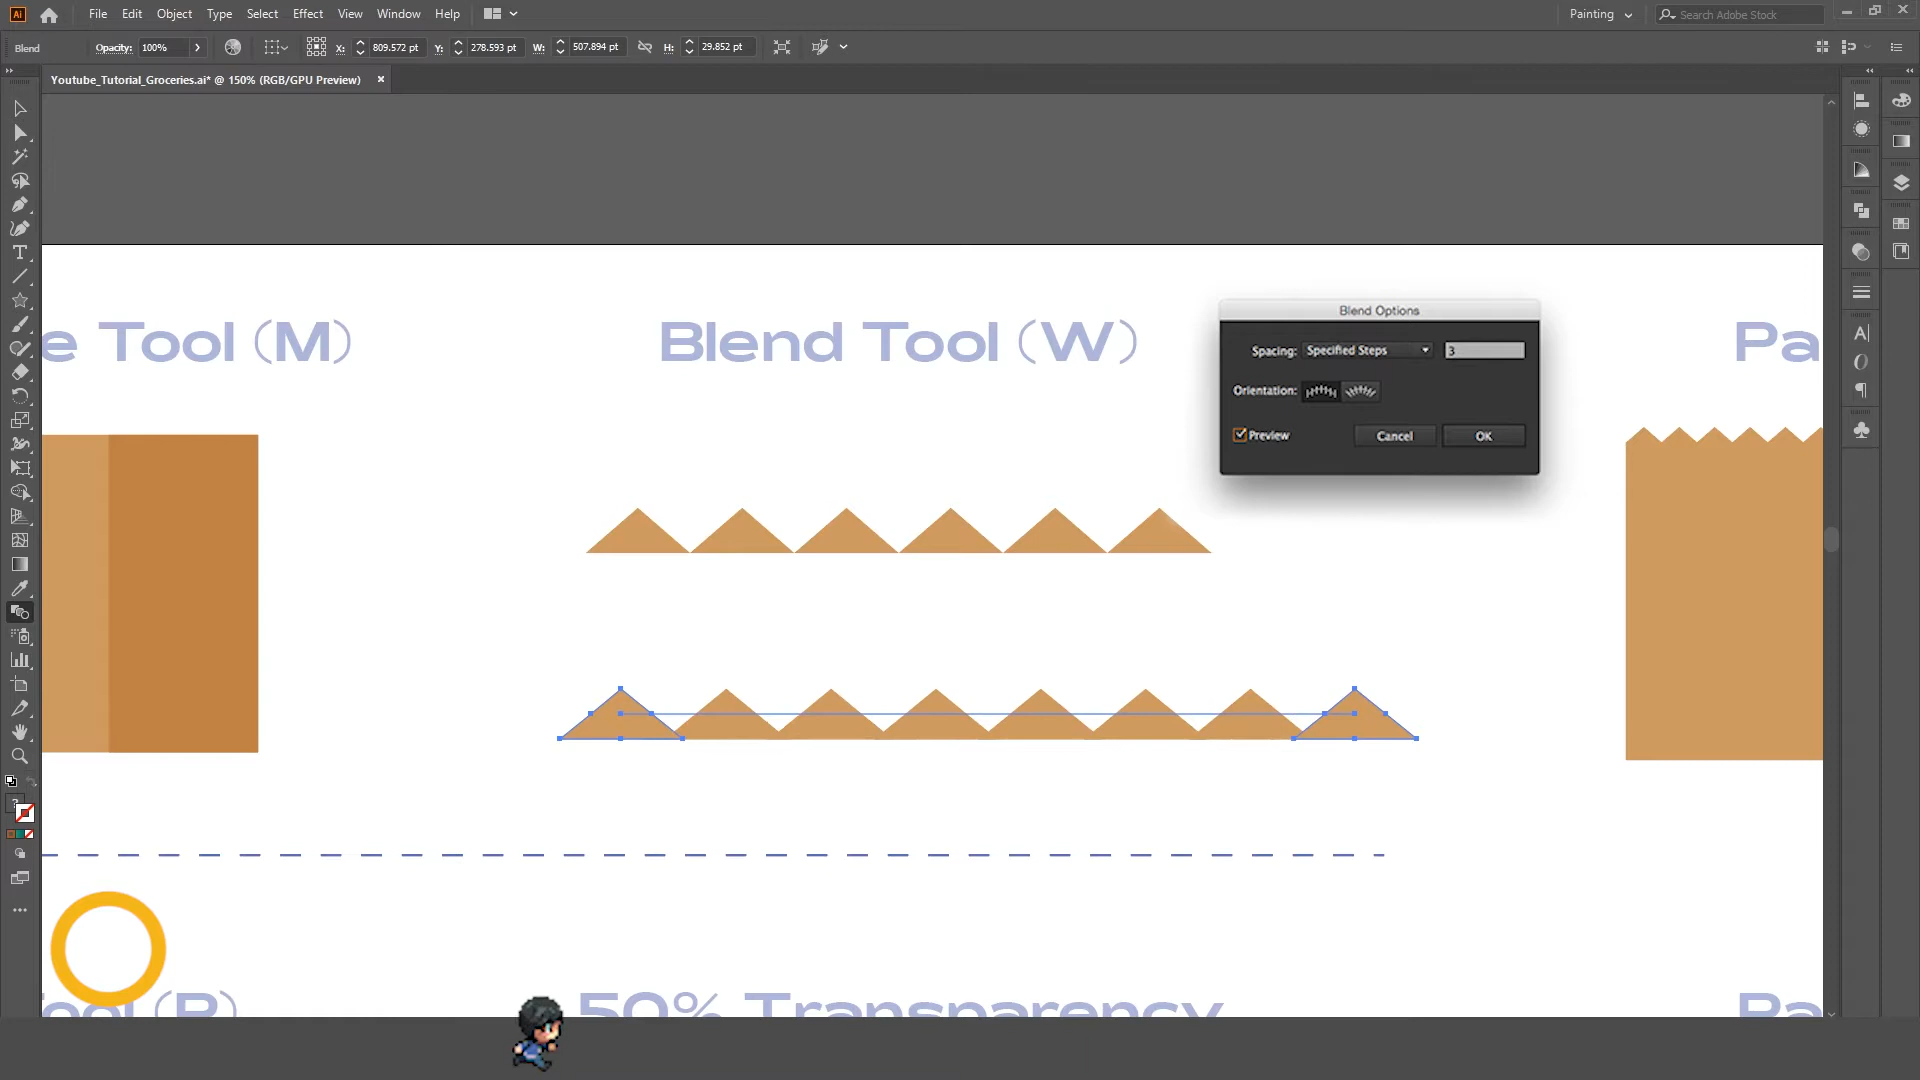 Ai File Edit Object Type Select Effect View Window Help Painting Search Adobe Stock
Blend Opacity: 100% X: 809.572 pt Y: 278.593 pt W: 507.894 pt H: 29.852 pt
Youtube_Tutorial_Groceries.ai* @ 150% (RGB/GPU Preview) ×
Blend Options
e Tool (M) Blend Tool (W) Pa
Spacing: Specified Steps 3
Orientation:
Preview Cancel OK
ool (R) 50% Transparency Pa